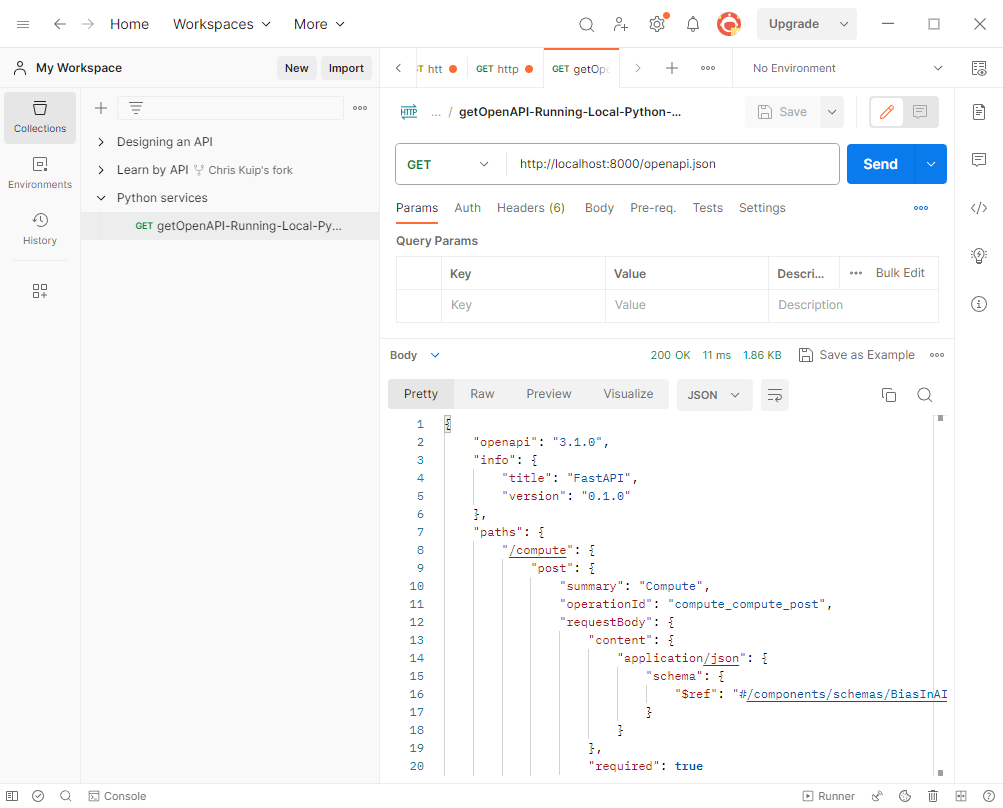 Home Workspaces More Upgrade
My Workspace New Import
T htt GET http GET getOp No Environment
Collections
Environments
History
Designing an API
Learn by API Chris Kuip's fork
Python services
GET getOpenAPI-Running-Local-Py...
HTTP ... / getOpenAPI-Running-Local-Python-... Save
GET http://localhost:8000/openapi.json Send
Params Auth Headers (6) Body Pre-req. Tests Settings
Query Params
Key Value Descri... Bulk Edit
Key Value Description
Body 200 OK 11 ms 1.86 KB Save as Example
Pretty Raw Preview Visualize JSON
1 {
2 "openapi": "3.1.0",
3 "info": {
4 "title": "FastAPI",
5 "version": "0.1.0"
6 },
7 "paths": {
8 "/compute": {
9 "post": {
10 "summary": "Compute",
11 "operationId": "compute_compute_post",
12 "requestBody": {
13 "content": {
14 "application/json": {
15 "schema": {
16 "$ref": "#/components/schemas/BiasInAI
17 }
18 }
19 },
20 "required": true
Console Runner